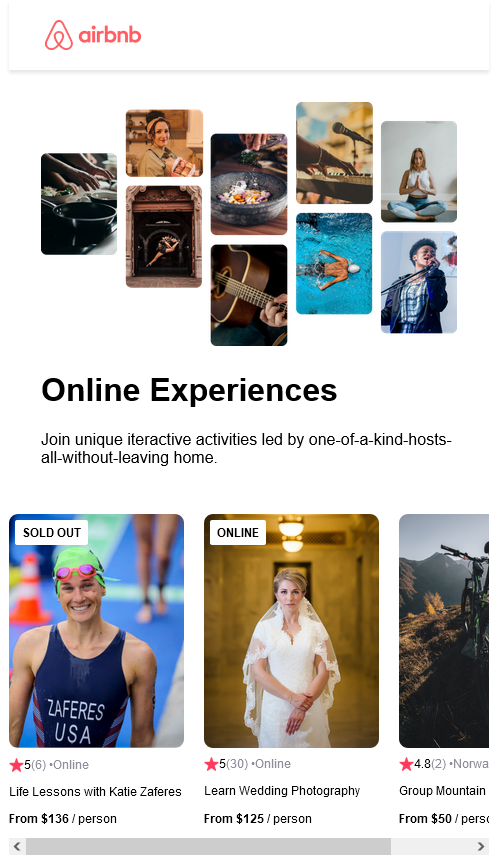 airbnb
Online Experiences
Join unique iteractive activities led by one-of-a-kind-hosts-
all-without-leaving home.
SOLD OUT
ONLINE
ZAFERES
USA
5(6) •Online
5(30) •Online
4.8(2) •Norwa
Life Lessons with Katie Zaferes
Learn Wedding Photography
Group Mountain
From $136 / person
From $125 / person
From $50 / perso